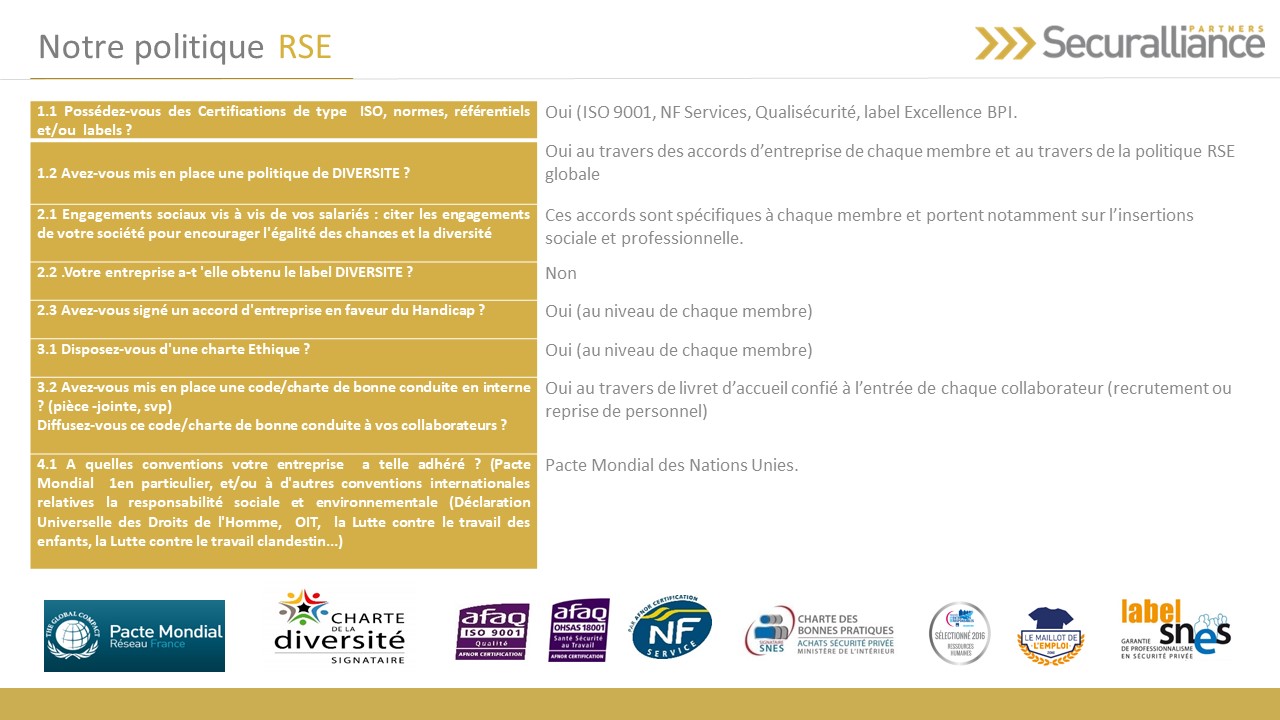 Notre politique RSE
PARTNERS
Securalliance
1.1 Possédez-vous des Certifications de type ISO, normes, référentiels
et/ou labels ?
Oui (ISO 9001, NF Services, Qualisécurité, label Excellence BPI.
1.2 Avez-vous mis en place une politique de DIVERSITE ?
Oui au travers des accords d’entreprise de chaque membre et au travers de la politique RSE
globale
2.1 Engagements sociaux vis à vis de vos salariés : citer les engagements
de votre société pour encourager l'égalité des chances et la diversité
Ces accords sont spécifiques à chaque membre et portent notamment sur l’insertions
sociale et professionnelle.
2.2 .Votre entreprise a-t 'elle obtenu le label DIVERSITE ?
Non
2.3 Avez-vous signé un accord d'entreprise en faveur du Handicap ?
Oui (au niveau de chaque membre)
3.1 Disposez-vous d'une charte Ethique ?
Oui (au niveau de chaque membre)
3.2 Avez-vous mis en place une code/charte de bonne conduite en interne
? (pièce -jointe, svp)
Diffusez-vous ce code/charte de bonne conduite à vos collaborateurs ?
Oui au travers de livret d’accueil confié à l’entrée de chaque collaborateur (recrutement ou
reprise de personnel)
4.1 A quelles conventions votre entreprise a telle adhéré ? (Pacte
Mondial 1en particulier, et/ou à d'autres conventions internationales
relatives la responsabilité sociale et environnementale (Déclaration
Universelle des Droits de l'Homme, OIT, la Lutte contre le travail des
enfants, la Lutte contre le travail clandestin...)
Pacte Mondial des Nations Unies.
THE GLOBAL COMPACT
Pacte Mondial
Réseau France
CHARTE
DE LA
diversité
SIGNATAIRE
afaq
ISO 9001
Qualité
AFNOR CERTIFICATION
afaq
OHSAS 18001
Santé Sécurité
au Travail
AFNOR CERTIFICATION
PAR AFNOR CERTIFICATION
NF
SERVICE
SIGNATAIRE
SNES
CHARTE DES
BONNES PRATIQUES
ACHATS SÉCURITÉ PRIVÉE
MINISTÈRE DE L'INTÉRIEUR
SÉLECTIONNÉ 2016
RESSOURCES
HUMAINES
LE MAILLOT DE
L'EMPLOI
label
snes
GARANTIE
DE PROFESSIONNALISME
EN SÉCURITÉ PRIVÉE